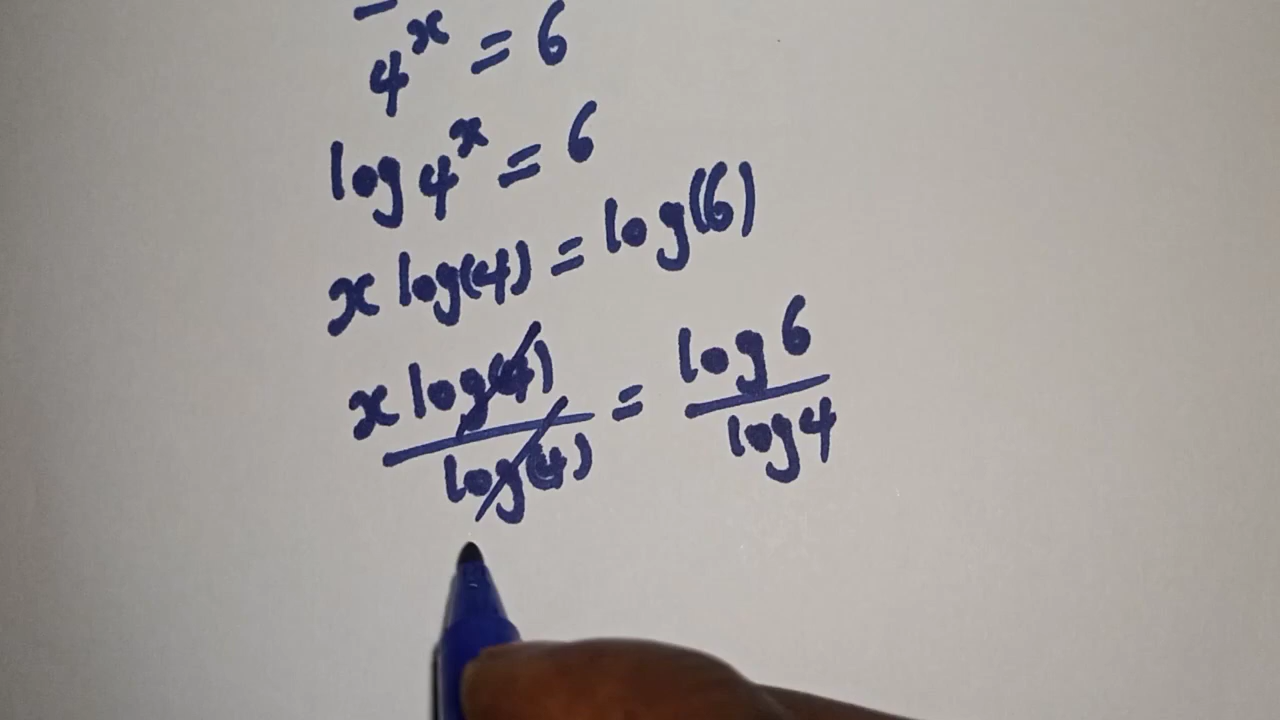 4^x = 6
log 4^x = 6
x log(4) = log(6)
x log(4) / log(4) = log 6 / log 4